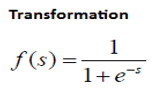 Transformation
f(s) = 1 / (1 + e^{-s})